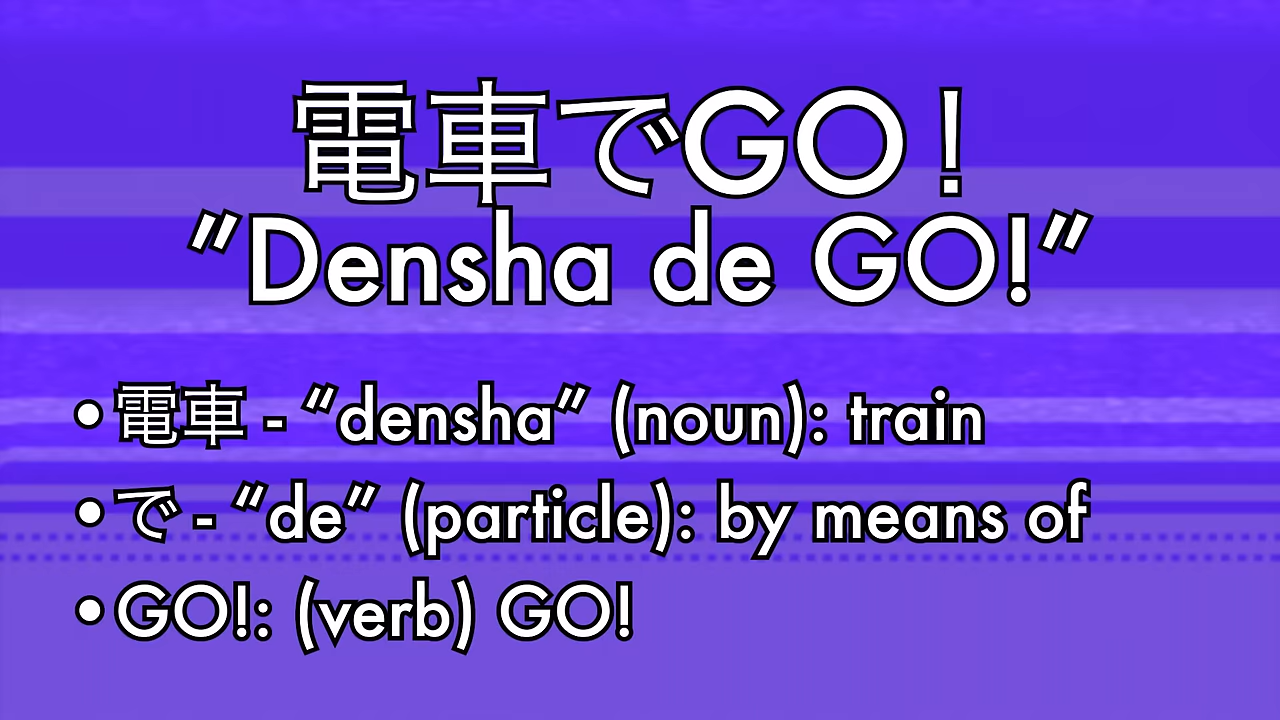 電車でGO！
"Densha de GO!"
•電車 - "densha" (noun): train
•で - "de" (particle): by means of
•GO!: (verb) GO!